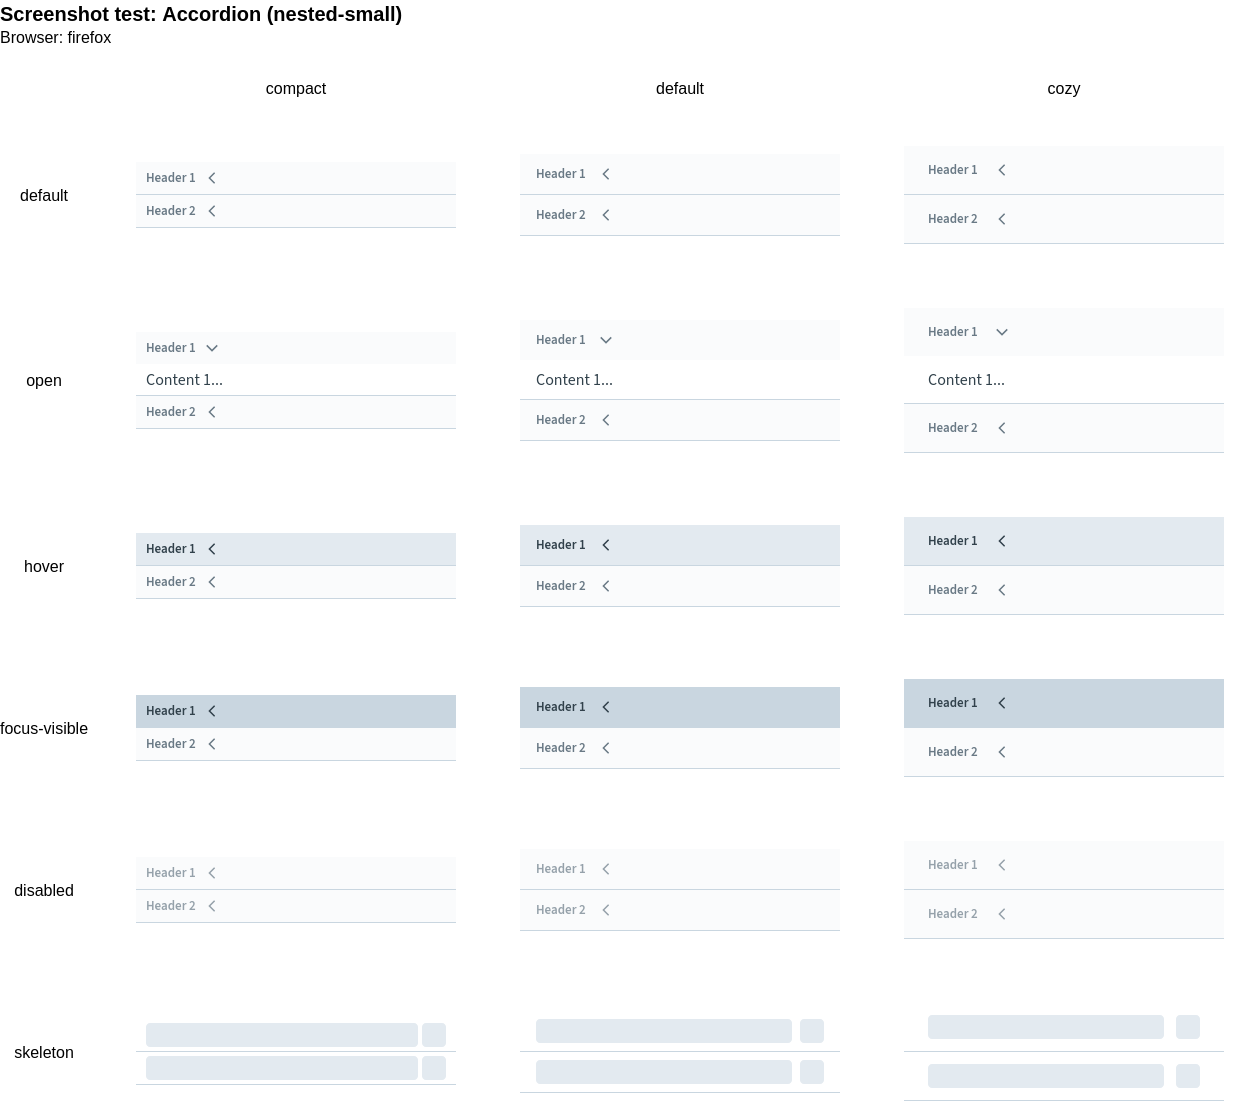 Screenshot test: Accordion (nested-small)
Browser: firefox
compact default cozy
default
Header 1 Header 1 Header 1
Header 2 Header 2 Header 2
open
Header 1 Header 1 Header 1
Content 1... Content 1... Content 1...
Header 2 Header 2 Header 2
hover
Header 1 Header 1 Header 1
Header 2 Header 2 Header 2
focus-visible
Header 1 Header 1 Header 1
Header 2 Header 2 Header 2
disabled
Header 1 Header 1 Header 1
Header 2 Header 2 Header 2
skeleton